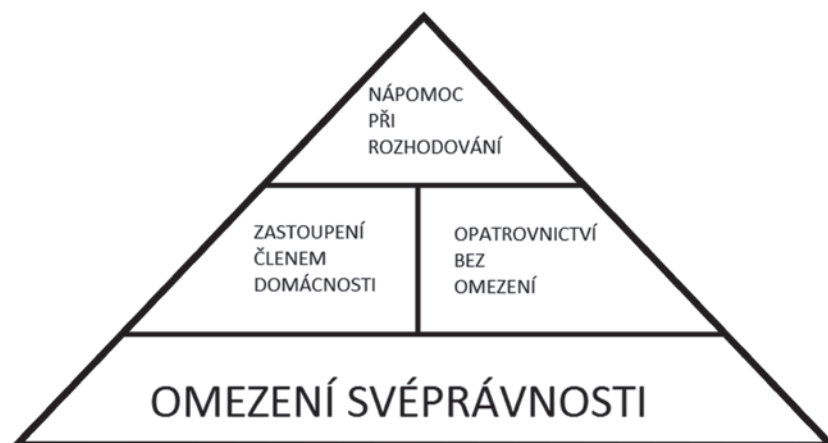 NÁPOMOC
PŘI
ROZHODOVÁNÍ
ZASTOUPENÍ
ČLENEM
DOMÁCNOSTI
OPATROVNICTVÍ
BEZ
OMEZENÍ
OMEZENÍ SVÉPRÁVNOSTI